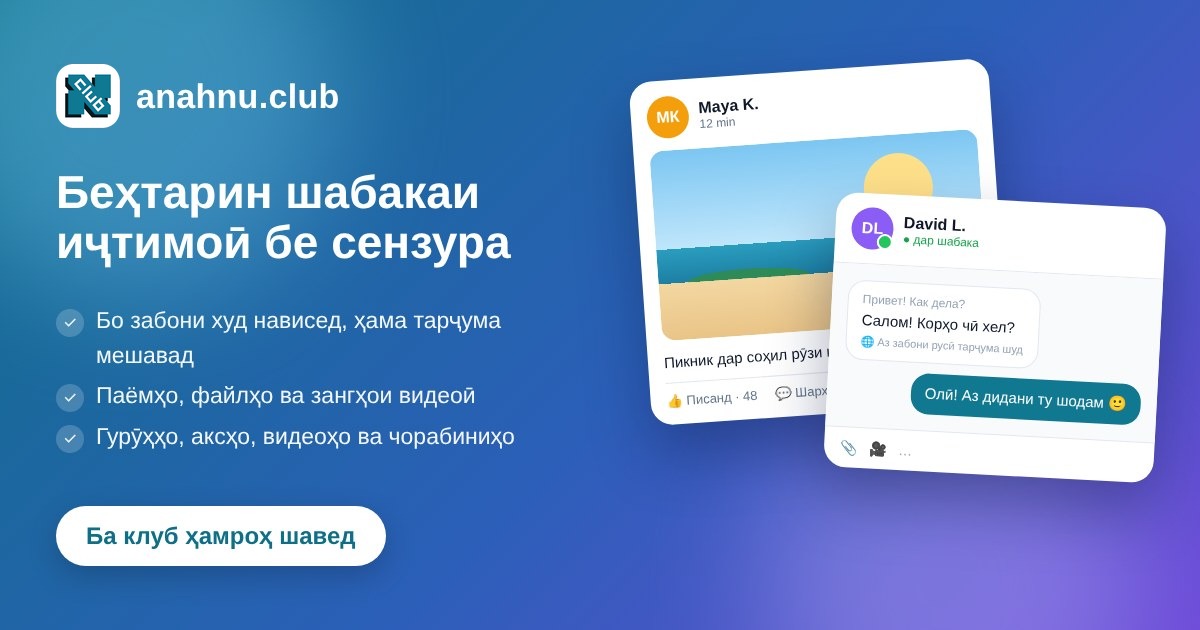 club
anahnu.club
Беҳтарин шабакаи
иҷтимоӣ бе сензура
Бо забони худ нависед, ҳама тарҷума
мешавад
Паёмҳо, файлҳо ва зангҳои видеоӣ
Гурӯҳҳо, аксҳо, видеоҳо ва чорабиниҳо
Ба клуб ҳамроҳ шавед
MK
Maya K.
12 min
Пикник дар соҳил рӯзи
👍 Писанд · 48
💬 Шарҳ
DL
David L.
● дар шабака
Привет! Как дела?
Салом! Корҳо чӣ хел?
🌐 Аз забони русӣ тарҷума шуд
Олӣ! Аз дидани ту шодам 🙂
📎 🎥 ...